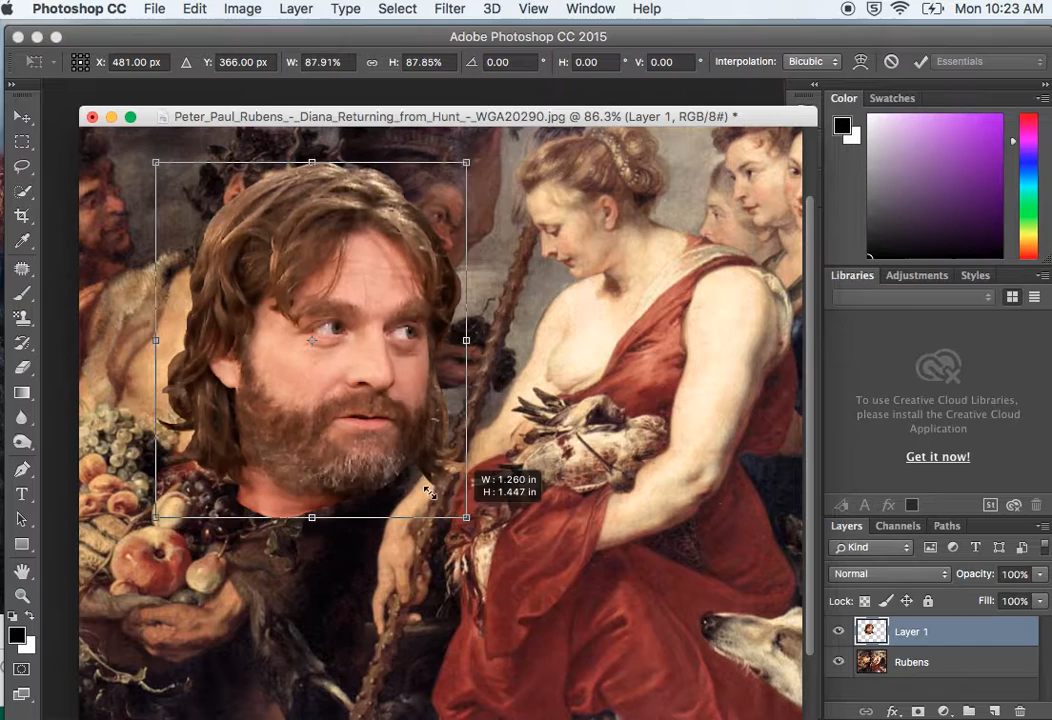 Photoshop CC File Edit Image Layer Type Select Filter 3D View Window Help Mon 10:23 AM
Adobe Photoshop CC 2015
X: 481.00 px Y: 366.00 px W: 87.91% H: 87.85% 0.00 ° H: 0.00 ° V: 0.00 ° Interpolation: Bicubic Essentials
Peter_Paul_Rubens_-_Diana_Returning_from_Hunt_-_WGA20290.jpg @ 86.3% (Layer 1, RGB/8#) *
W: 1.260 in
H: 1.447 in
Color Swatches
Libraries Adjustments Styles
To use Creative Cloud Libraries,
please install the Creative Cloud
Application
Get it now!
St
fx
Layers Channels Paths
Kind
Normal Opacity: 100%
Lock: Fill: 100%
Layer 1
Rubens
fx